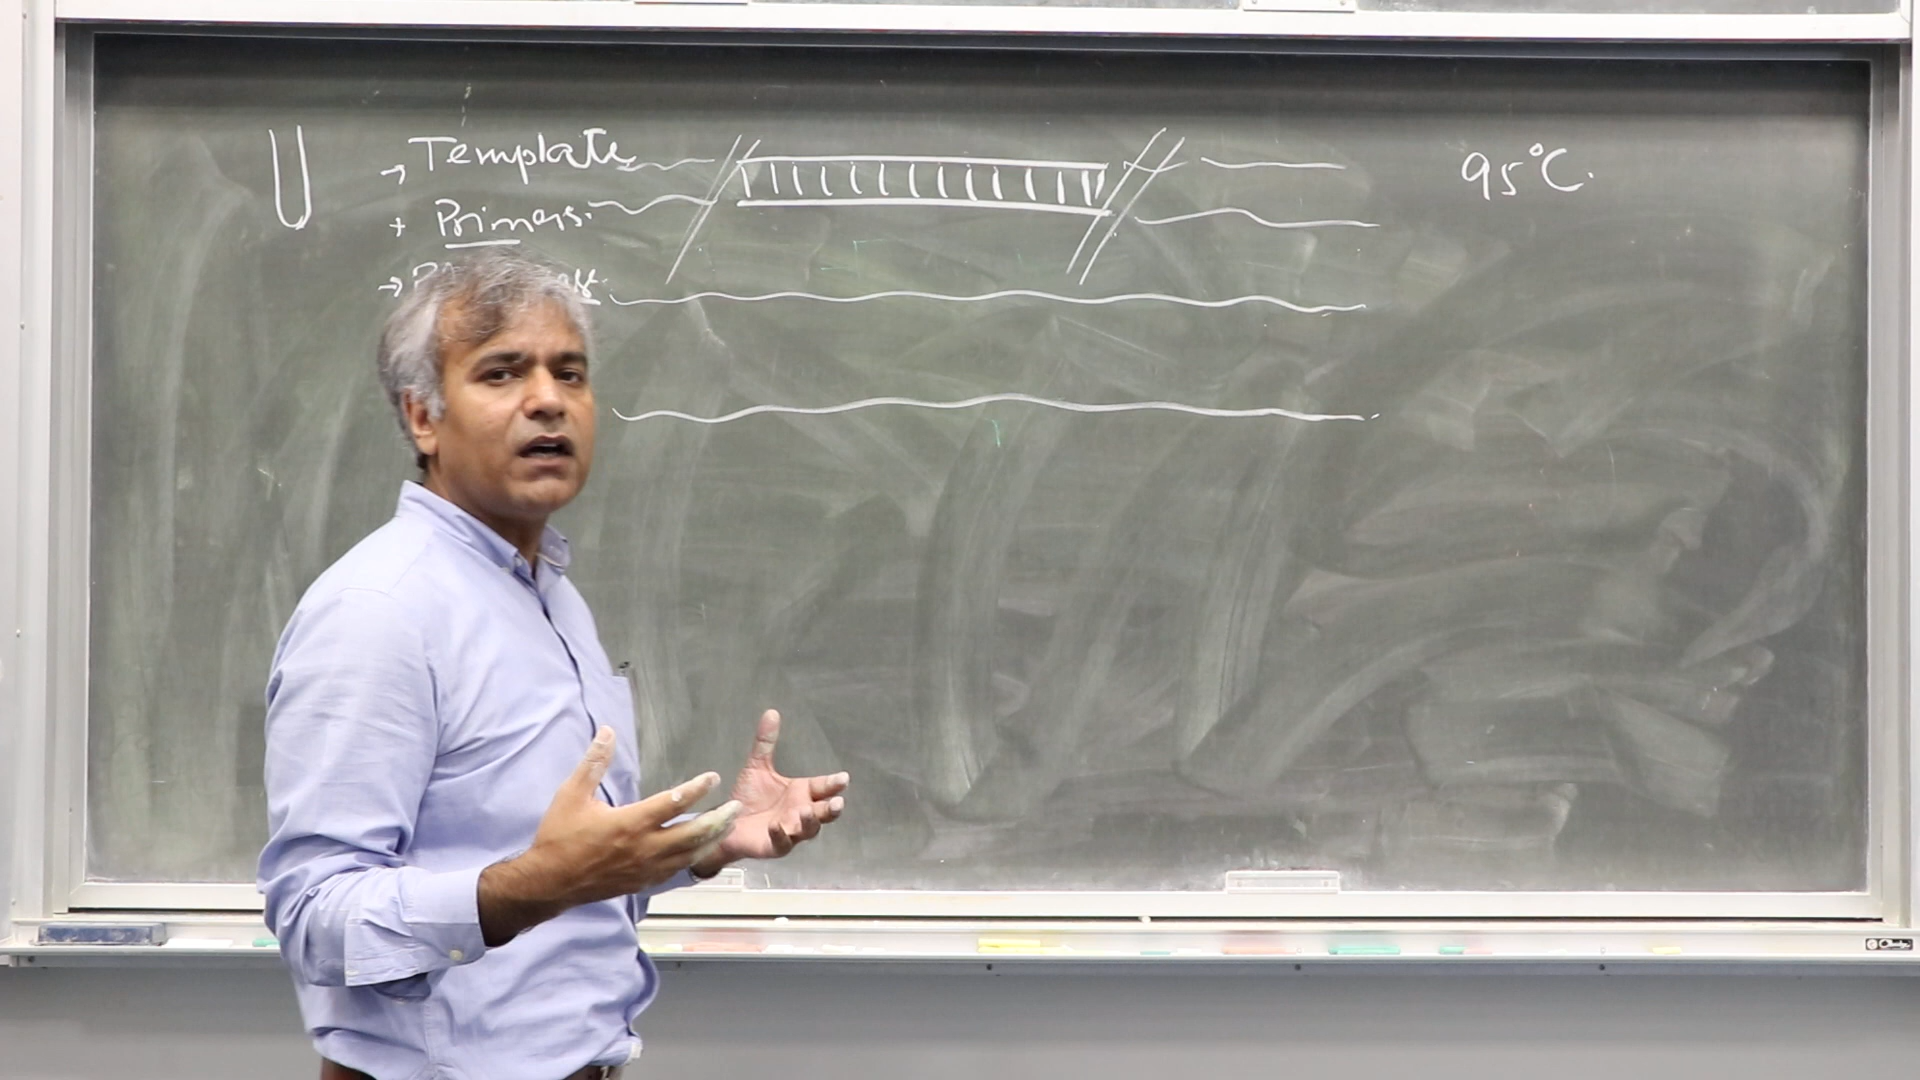 → Template
+ Primers.
95°C.